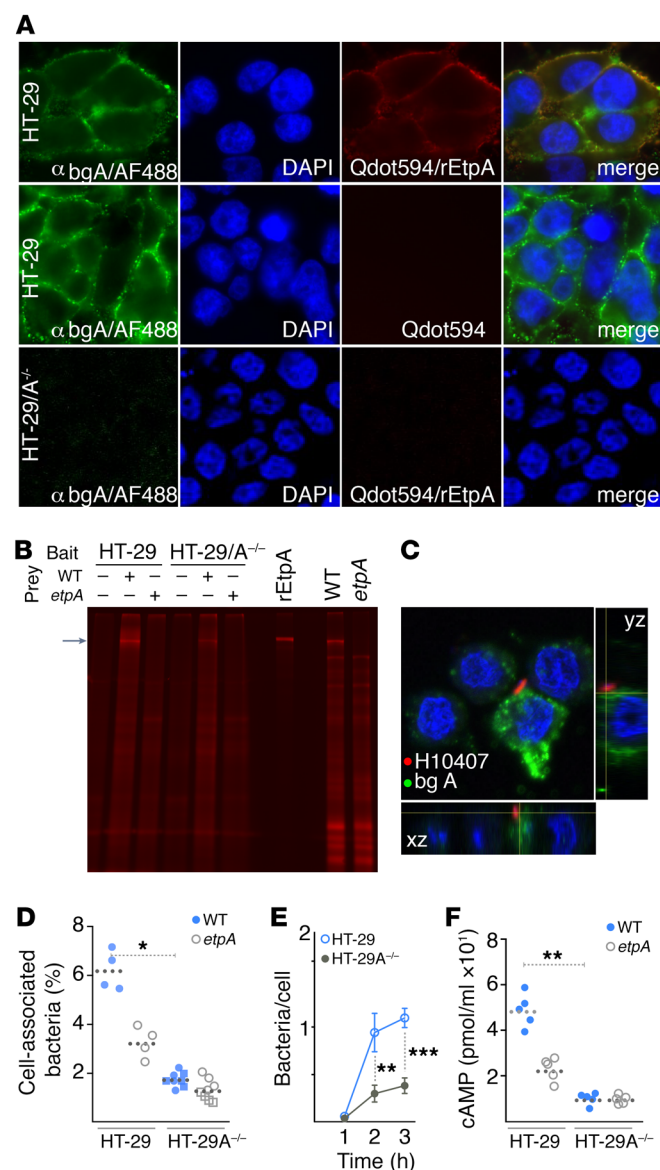 A
HT-29
α bgA/AF488
DAPI
Qdot594/rEtpA
merge
HT-29
α bgA/AF488
DAPI
Qdot594
merge
HT-29/A-/-
α bgA/AF488
DAPI
Qdot594/rEtpA
merge
B
Bait HT-29 HT-29/A–/– rEtpA WT etpA
Prey
WT – + – – + –
etpA – – + – – +
C
yz
H10407
bg A
xz
D
WT
etpA
Cell-associated
bacteria (%)
8
6
4
2
*
HT-29 HT-29A–/–
E
2
HT-29
HT-29A–/–
Bacteria/cell
1
**
***
1 2 3
Time (h)
F
WT
etpA
cAMP (pmol/ml ×10¹)
8
6
4
2
**
HT-29 HT-29A–/–